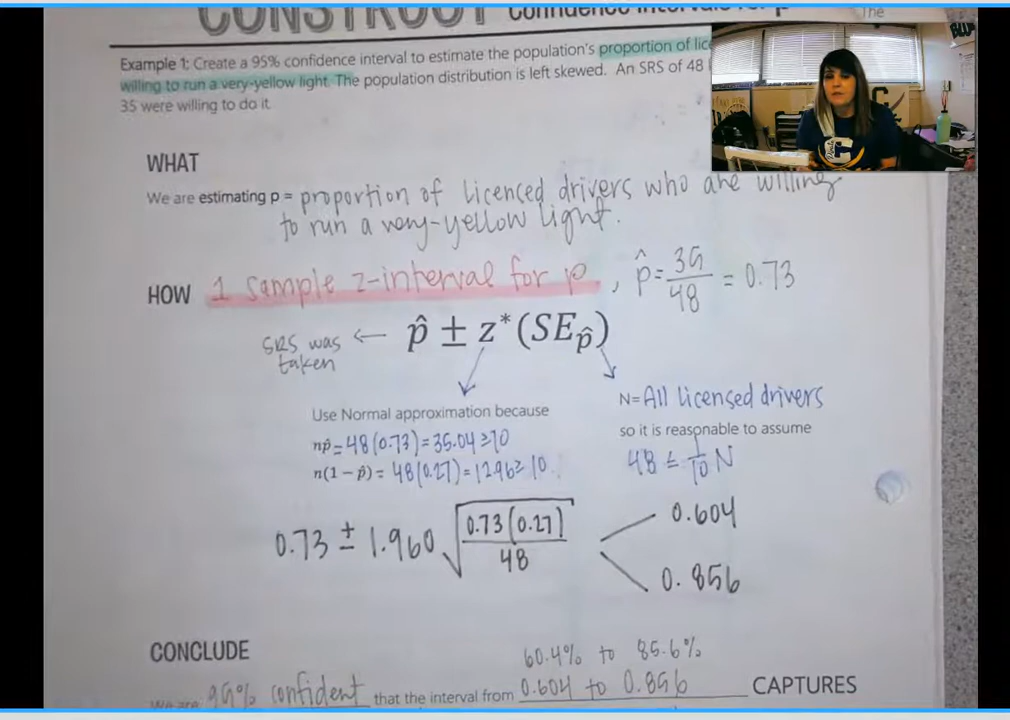 CONSTRUCT Confidence Intervals for p
The
Example 1: Create a 95% confidence interval to estimate the population's proportion of lic
willing to run a very-yellow light. The population distribution is left skewed. An SRS of 48
35 were willing to do it.
WHAT
We are estimating p = proportion of licenced drivers who are willing
to run a very-yellow light.
HOW 1 sample z-interval for p, p̂ = 35/48 = 0.73
SRS was taken ← p̂ ± z*(SEp̂)
N= All licensed drivers
Use Normal approximation because
so it is reasonable to assume
np̂ = 48(0.73) = 35.04 ≥ 10
48 ≤ 1/10 N
n(1 - p̂) = 48(0.27) = 12.96 ≥ 10
0.73 ± 1.960 √(0.73(0.27)/48)
0.604
0.856
CONCLUDE
60.4% to 85.6%
We are 95% confident that the interval from 0.604 to 0.856 CAPTURES